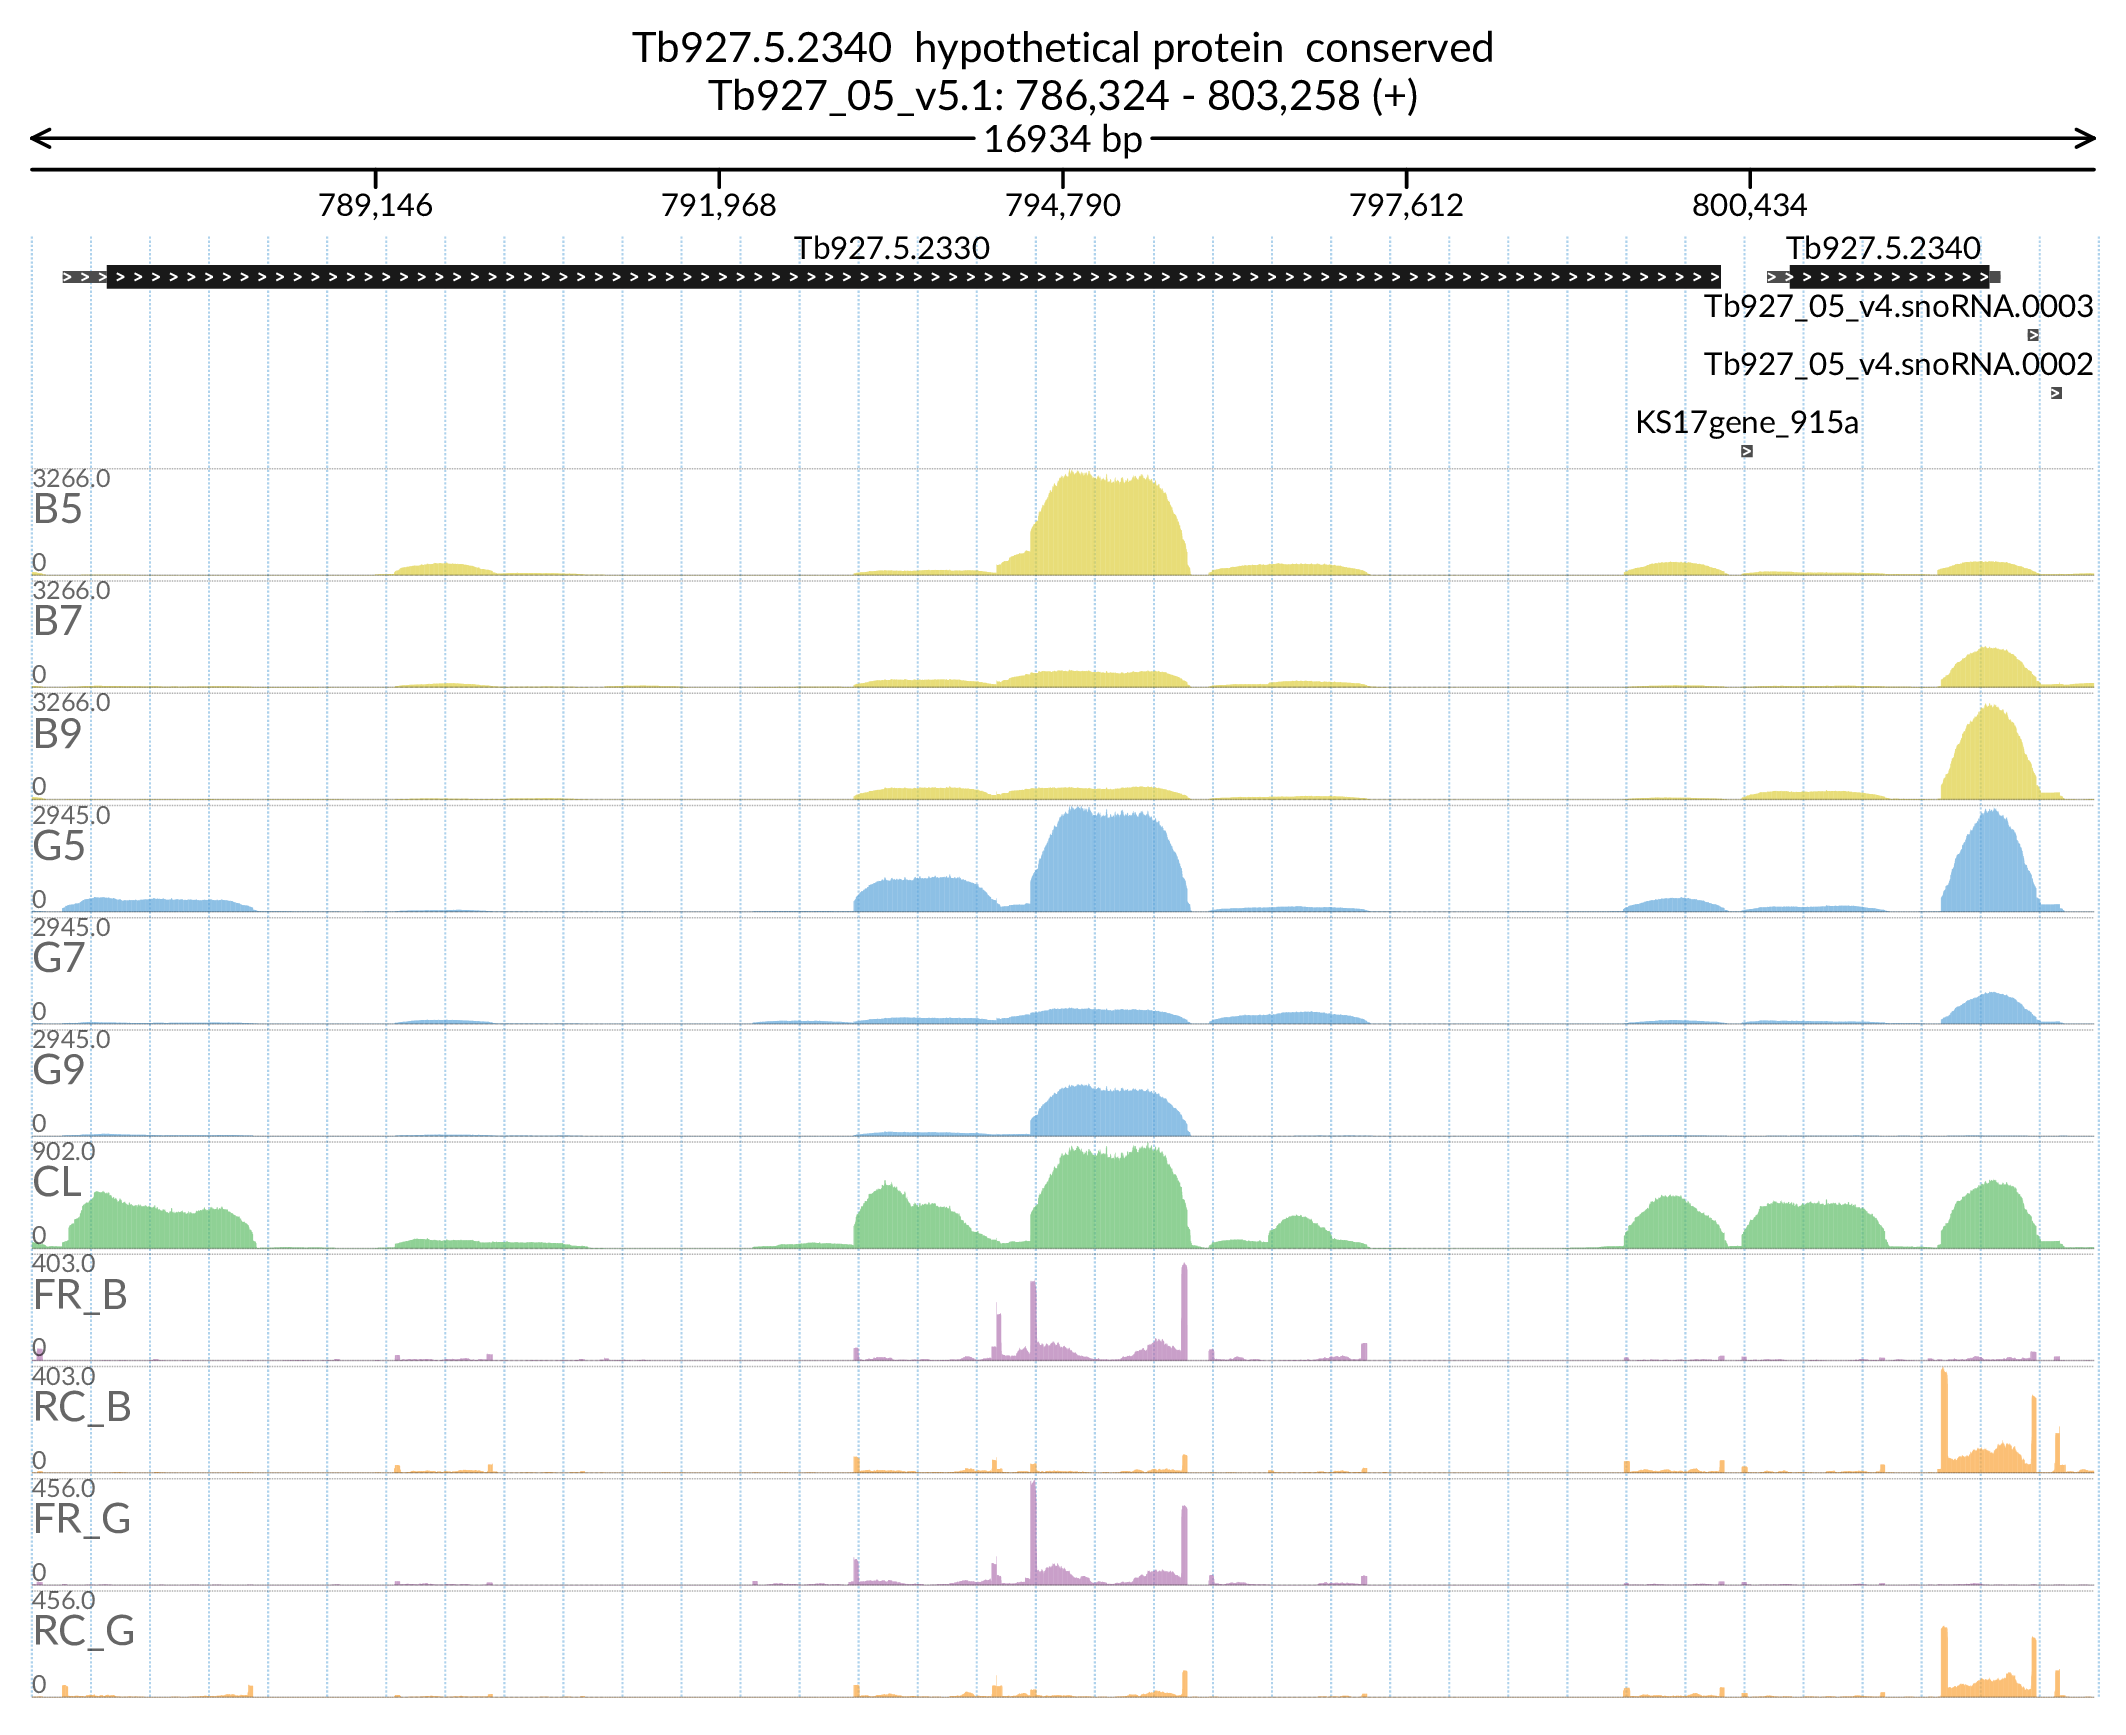 Tb927.5.2340 hypothetical protein conserved
Tb927_05_v5.1: 786,324 - 803,258 (+)
16934 bp
789,146 791,968 794,790 797,612 800,434
Tb927.5.2330 Tb927.5.2340
Tb927_05_v4.snoRNA.0003
Tb927_05_v4.snoRNA.0002
KS17gene_915a
3266.0
B5
0
3266.0
B7
0
3266.0
B9
0
2945.0
G5
0
2945.0
G7
0
2945.0
G9
0
902.0
CL
0
403.0
FR_B
0
403.0
RC_B
0
456.0
FR_G
0
456.0
RC_G
0